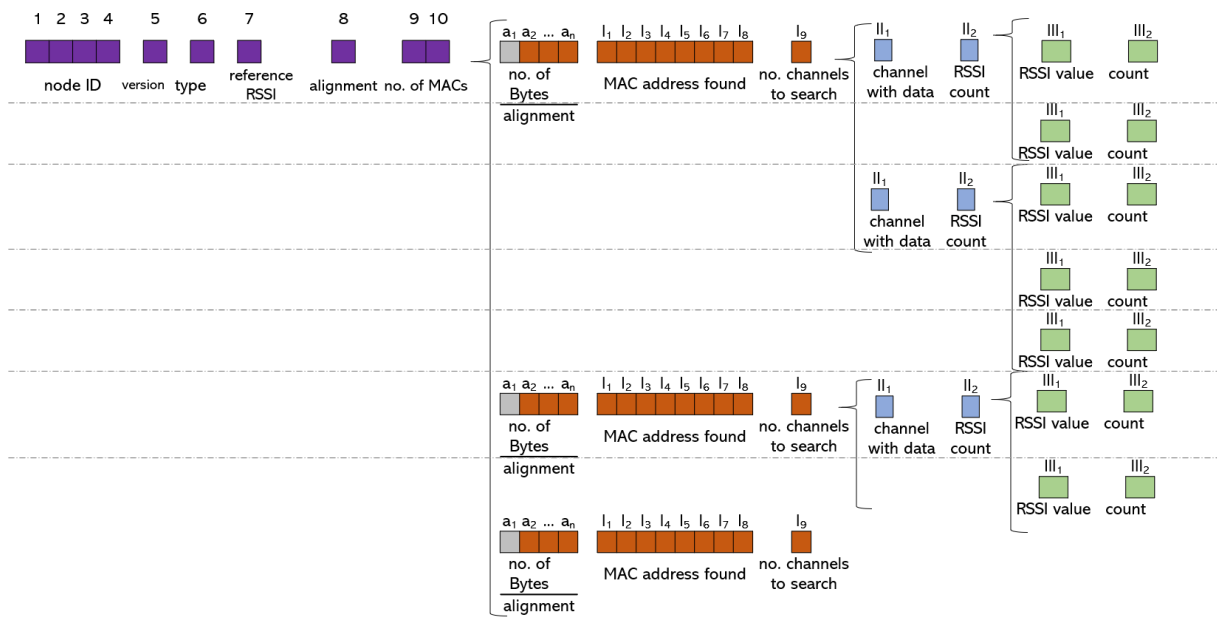 1 2 3 4 5 6 7 8 9 10
node ID version type reference RSSI alignment no. of MACs
a₁ a₂ ... aₙ I₁ I₂ I₃ I₄ I₅ I₆ I₇ I₈ I₉
no. of
Bytes
alignment
MAC address found
no. channels
to search
II₁ II₂
channel
with data
RSSI
count
III₁ III₂
RSSI value count
III₁ III₂
RSSI value count
II₁ II₂
channel
with data
RSSI
count
III₁ III₂
RSSI value count
III₁ III₂
RSSI value count
III₁ III₂
RSSI value count
a₁ a₂ ... aₙ I₁ I₂ I₃ I₄ I₅ I₆ I₇ I₈ I₉
no. of
Bytes
alignment
MAC address found
no. channels
to search
II₁ II₂
channel
with data
RSSI
count
III₁ III₂
RSSI value count
III₁ III₂
RSSI value count
a₁ a₂ ... aₙ I₁ I₂ I₃ I₄ I₅ I₆ I₇ I₈ I₉
no. of
Bytes
alignment
MAC address found
no. channels
to search